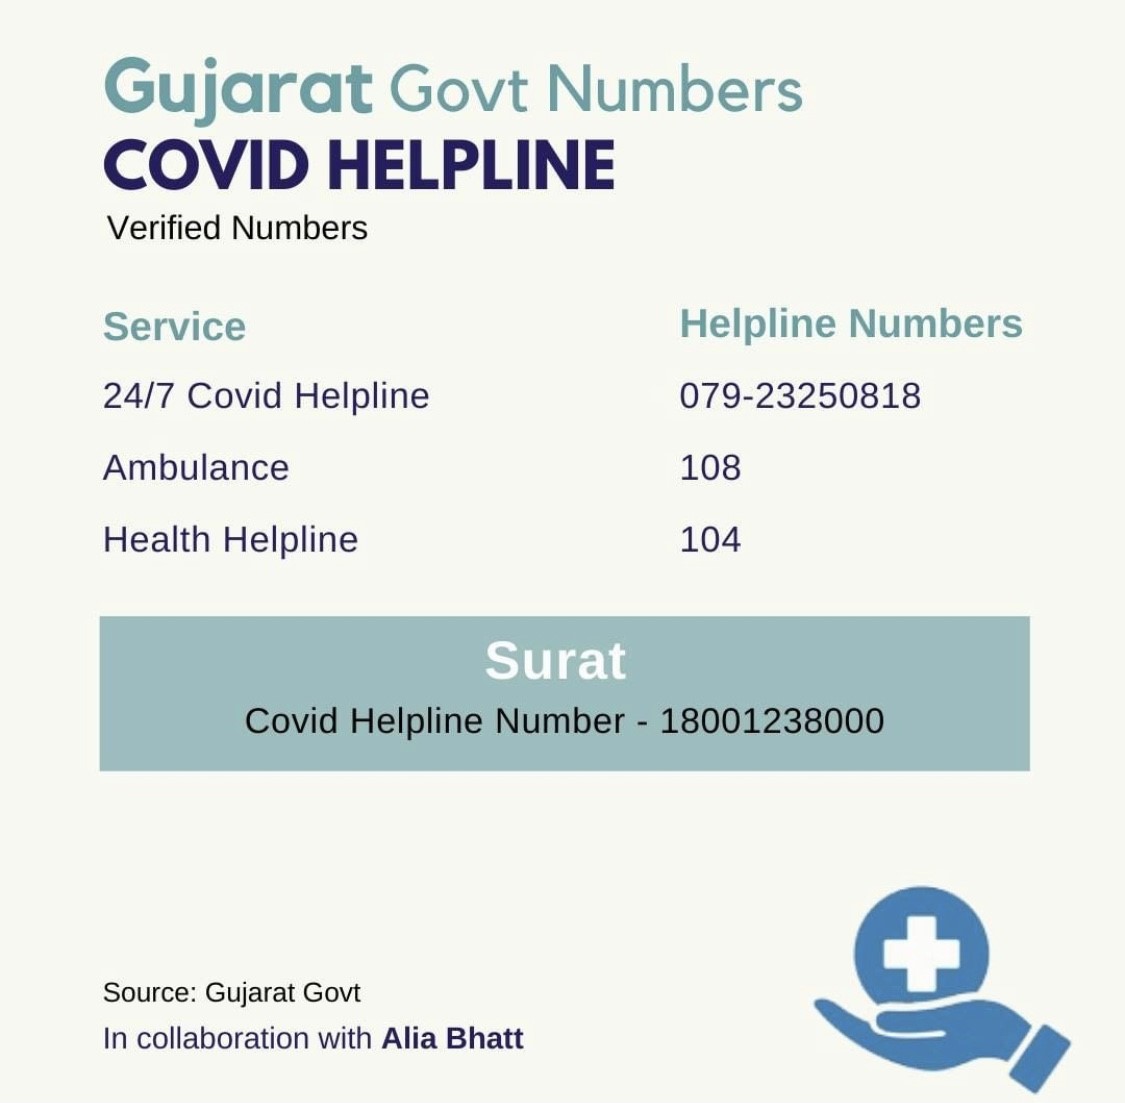 Gujarat Govt Numbers
COVID HELPLINE
Verified Numbers
Service Helpline Numbers
24/7 Covid Helpline 079-23250818
Ambulance 108
Health Helpline 104
Surat
Covid Helpline Number - 18001238000
Source: Gujarat Govt
In collaboration with Alia Bhatt